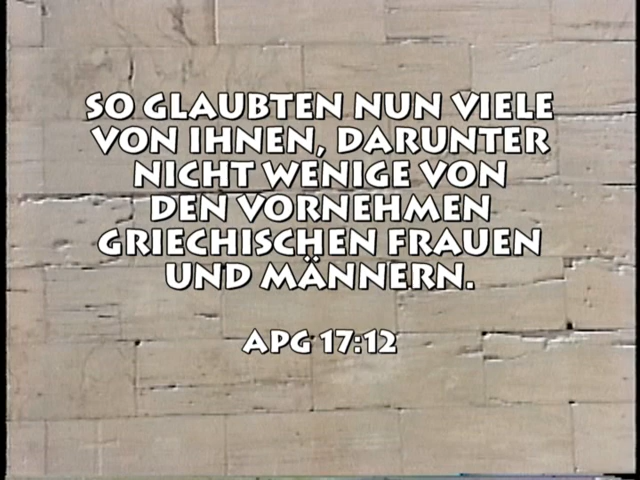 SO GLAUBTEN NUN VIELE
VON IHNEN, DARUNTER
NICHT WENIGE VON
DEN VORNEHMEN
GRIECHISCHEN FRAUEN
UND MÄNNERN.
APG 17:12